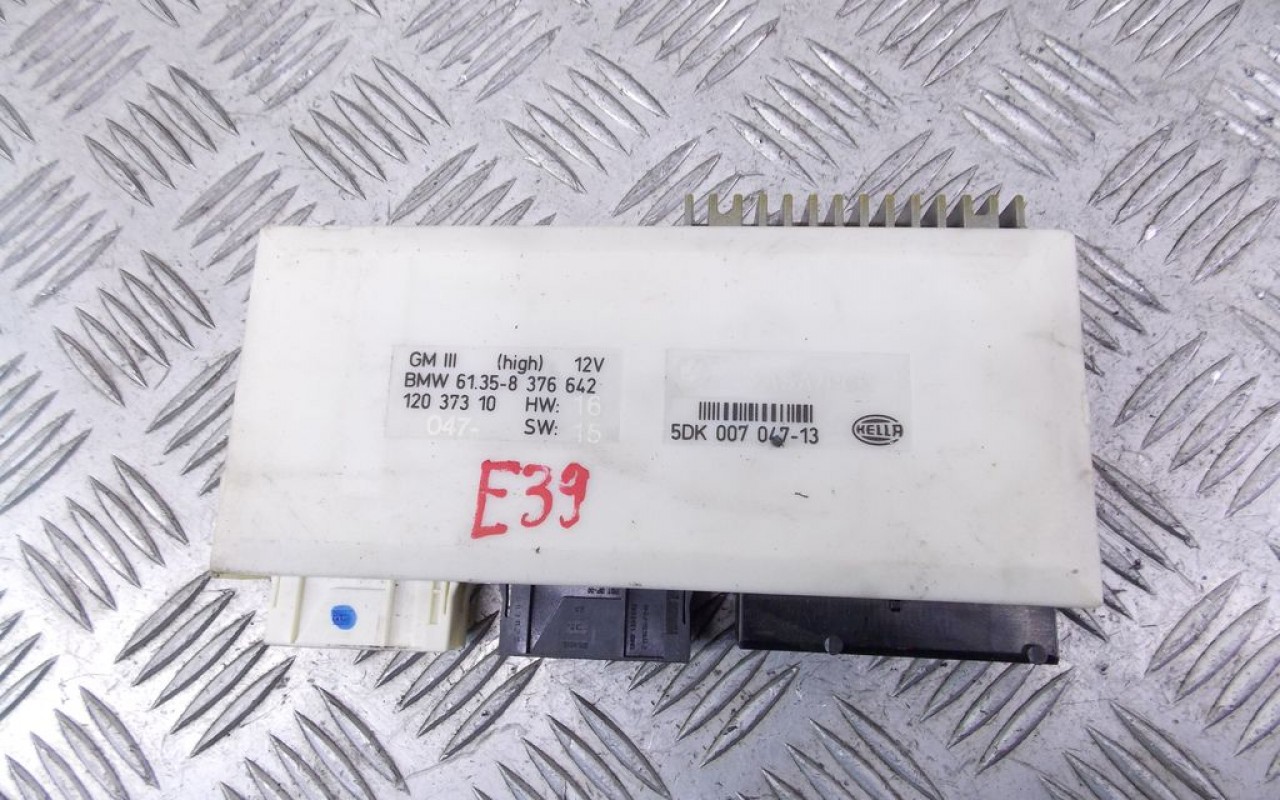 GM III (high) 12V
BMW 61.35-8 376 642
120 373 10 HW: 16
047- SW: 15
5DK 007 047-13
HELLA
E39